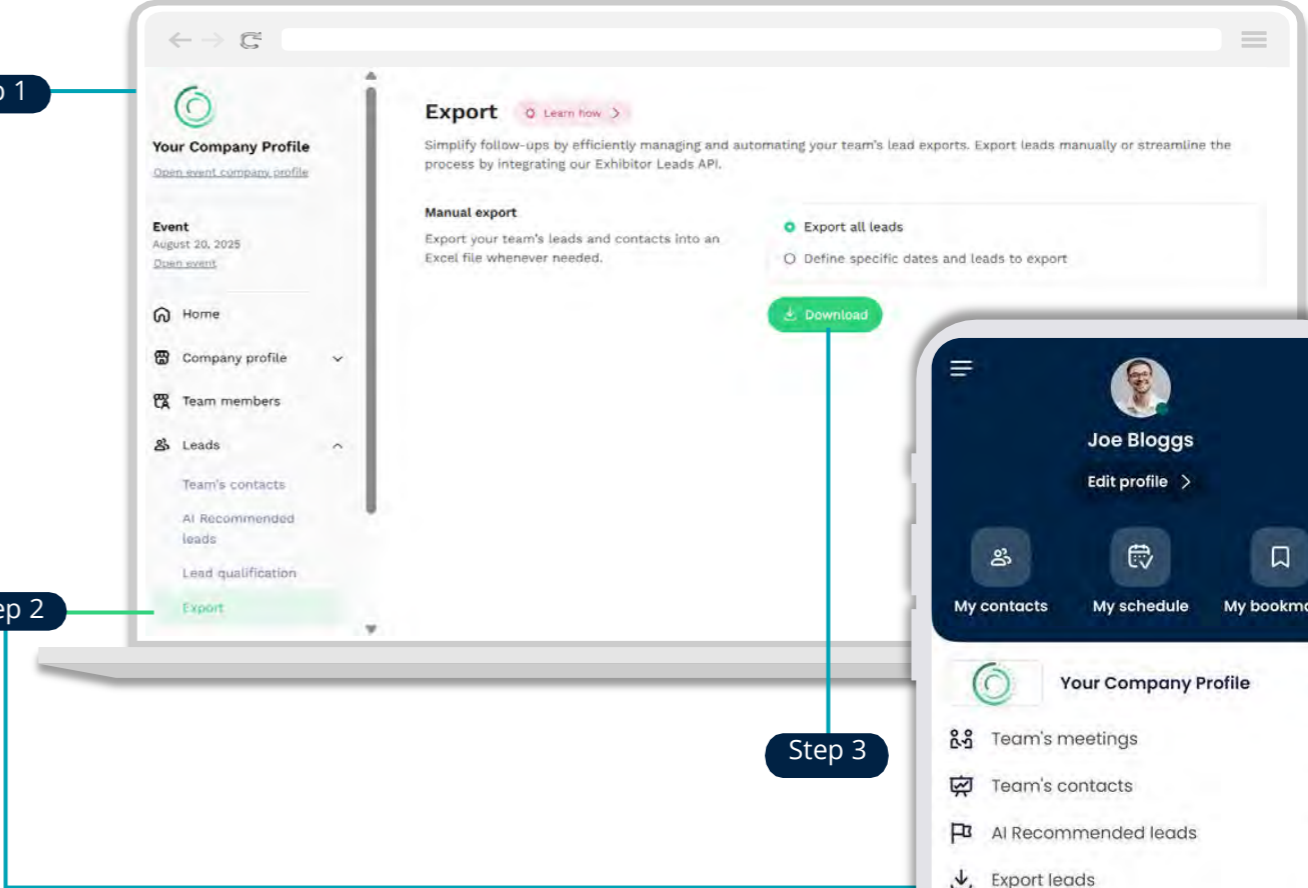 p 1
Your Company Profile
Open event company profile
Event
August 20, 2025
Open event
Home
Company profile
Team members
Leads
Team's contacts
AI Recommended
leads
Lead qualification
Export
ep 2
Export
Learn how
Simplify follow-ups by efficiently managing and automating your team's lead exports. Export leads manually or streamline the
process by integrating our Exhibitor Leads API.
Manual export
Export your team's leads and contacts into an
Excel file whenever needed.
Export all leads
Define specific dates and leads to export
Download
Step 3
Joe Bloggs
Edit profile
My contacts
My schedule
My bookma
Your Company Profile
Team's meetings
Team's contacts
AI Recommended leads
Export leads